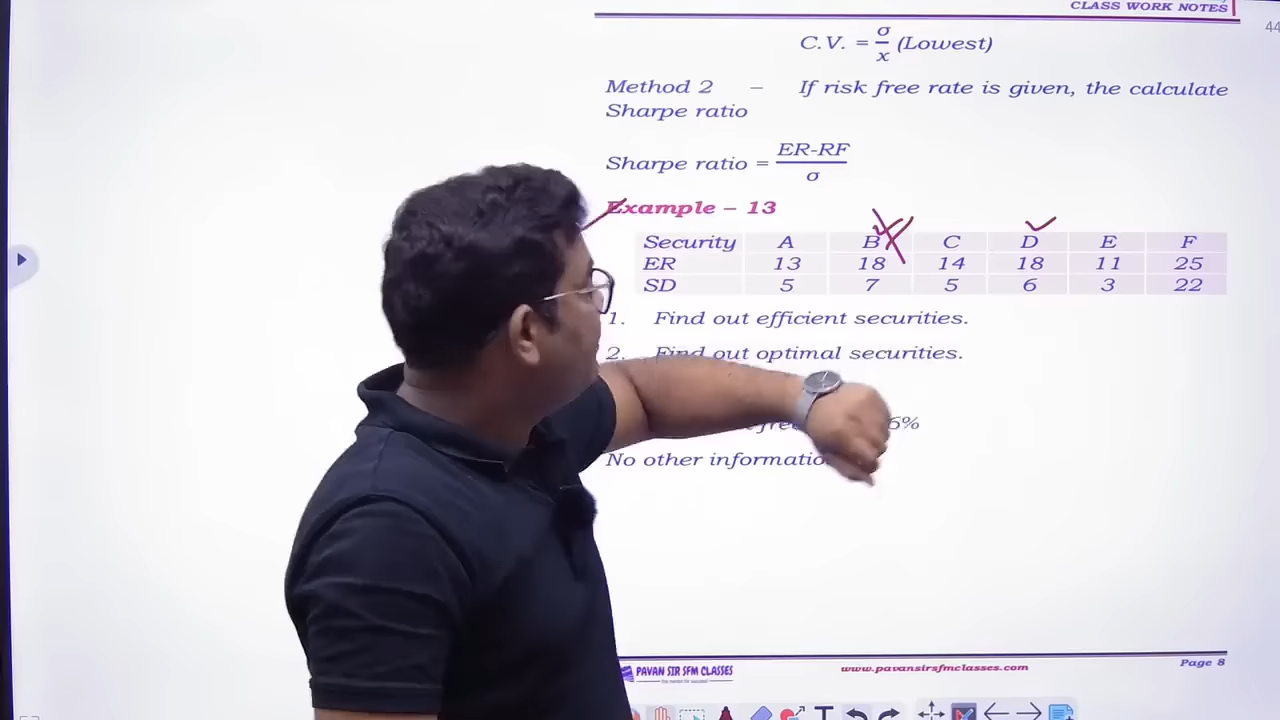 CLASS WORK NOTES
44
C.V. = σ/x (Lowest)
Method 2 – If risk free rate is given, the calculate
Sharpe ratio
Sharpe ratio = ER-RF/σ
Example – 13
Security A B C D E F
ER 13 18 14 18 11 25
SD 5 7 5 6 3 22
1. Find out efficient securities.
2. Find out optimal securities.
6%
No other
PAVAN SIR SFM CLASSES
www.pavansirsfmclasses.com
Page 8
T